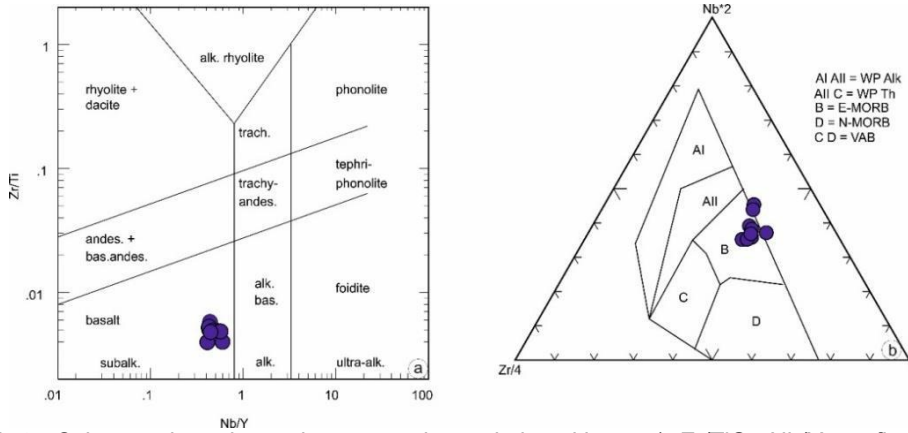 alk. rhyolite
rhyolite +
dacite
phonolite
trach.
tephri-
phonolite
trachy-
andes.
andes. +
bas.andes.
alk.
bas.
foidite
basalt
subalk.
alk.
ultra-alk.
a
1
.1
.01
Zr/Ti
.01
.1
1
10
100
Nb/Y
Nb*2
AI AII = WP Alk
AII C = WP Th
B = E-MORB
D = N-MORB
C D = VAB
AI
AII
B
C
D
Zr/4
b